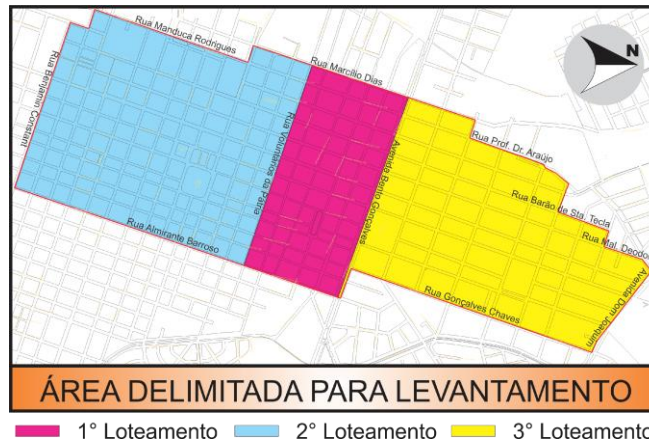 Rua Manduca Rodrigues
Rua Marcílio Dias
N
Rua Benjamin Constant
Rua Voluntários da Pátria
Avenida Bento Gonçalves
Rua Prof. Dr. Araújo
Rua Barão de Sta. Tecla
Rua Mal. Deodor
Rua Almirante Barroso
Rua Gonçalves Chaves
Avenida Dom Joaquim
ÁREA DELIMITADA PARA LEVANTAMENTO
1° Loteamento 2° Loteamento 3° Loteamento